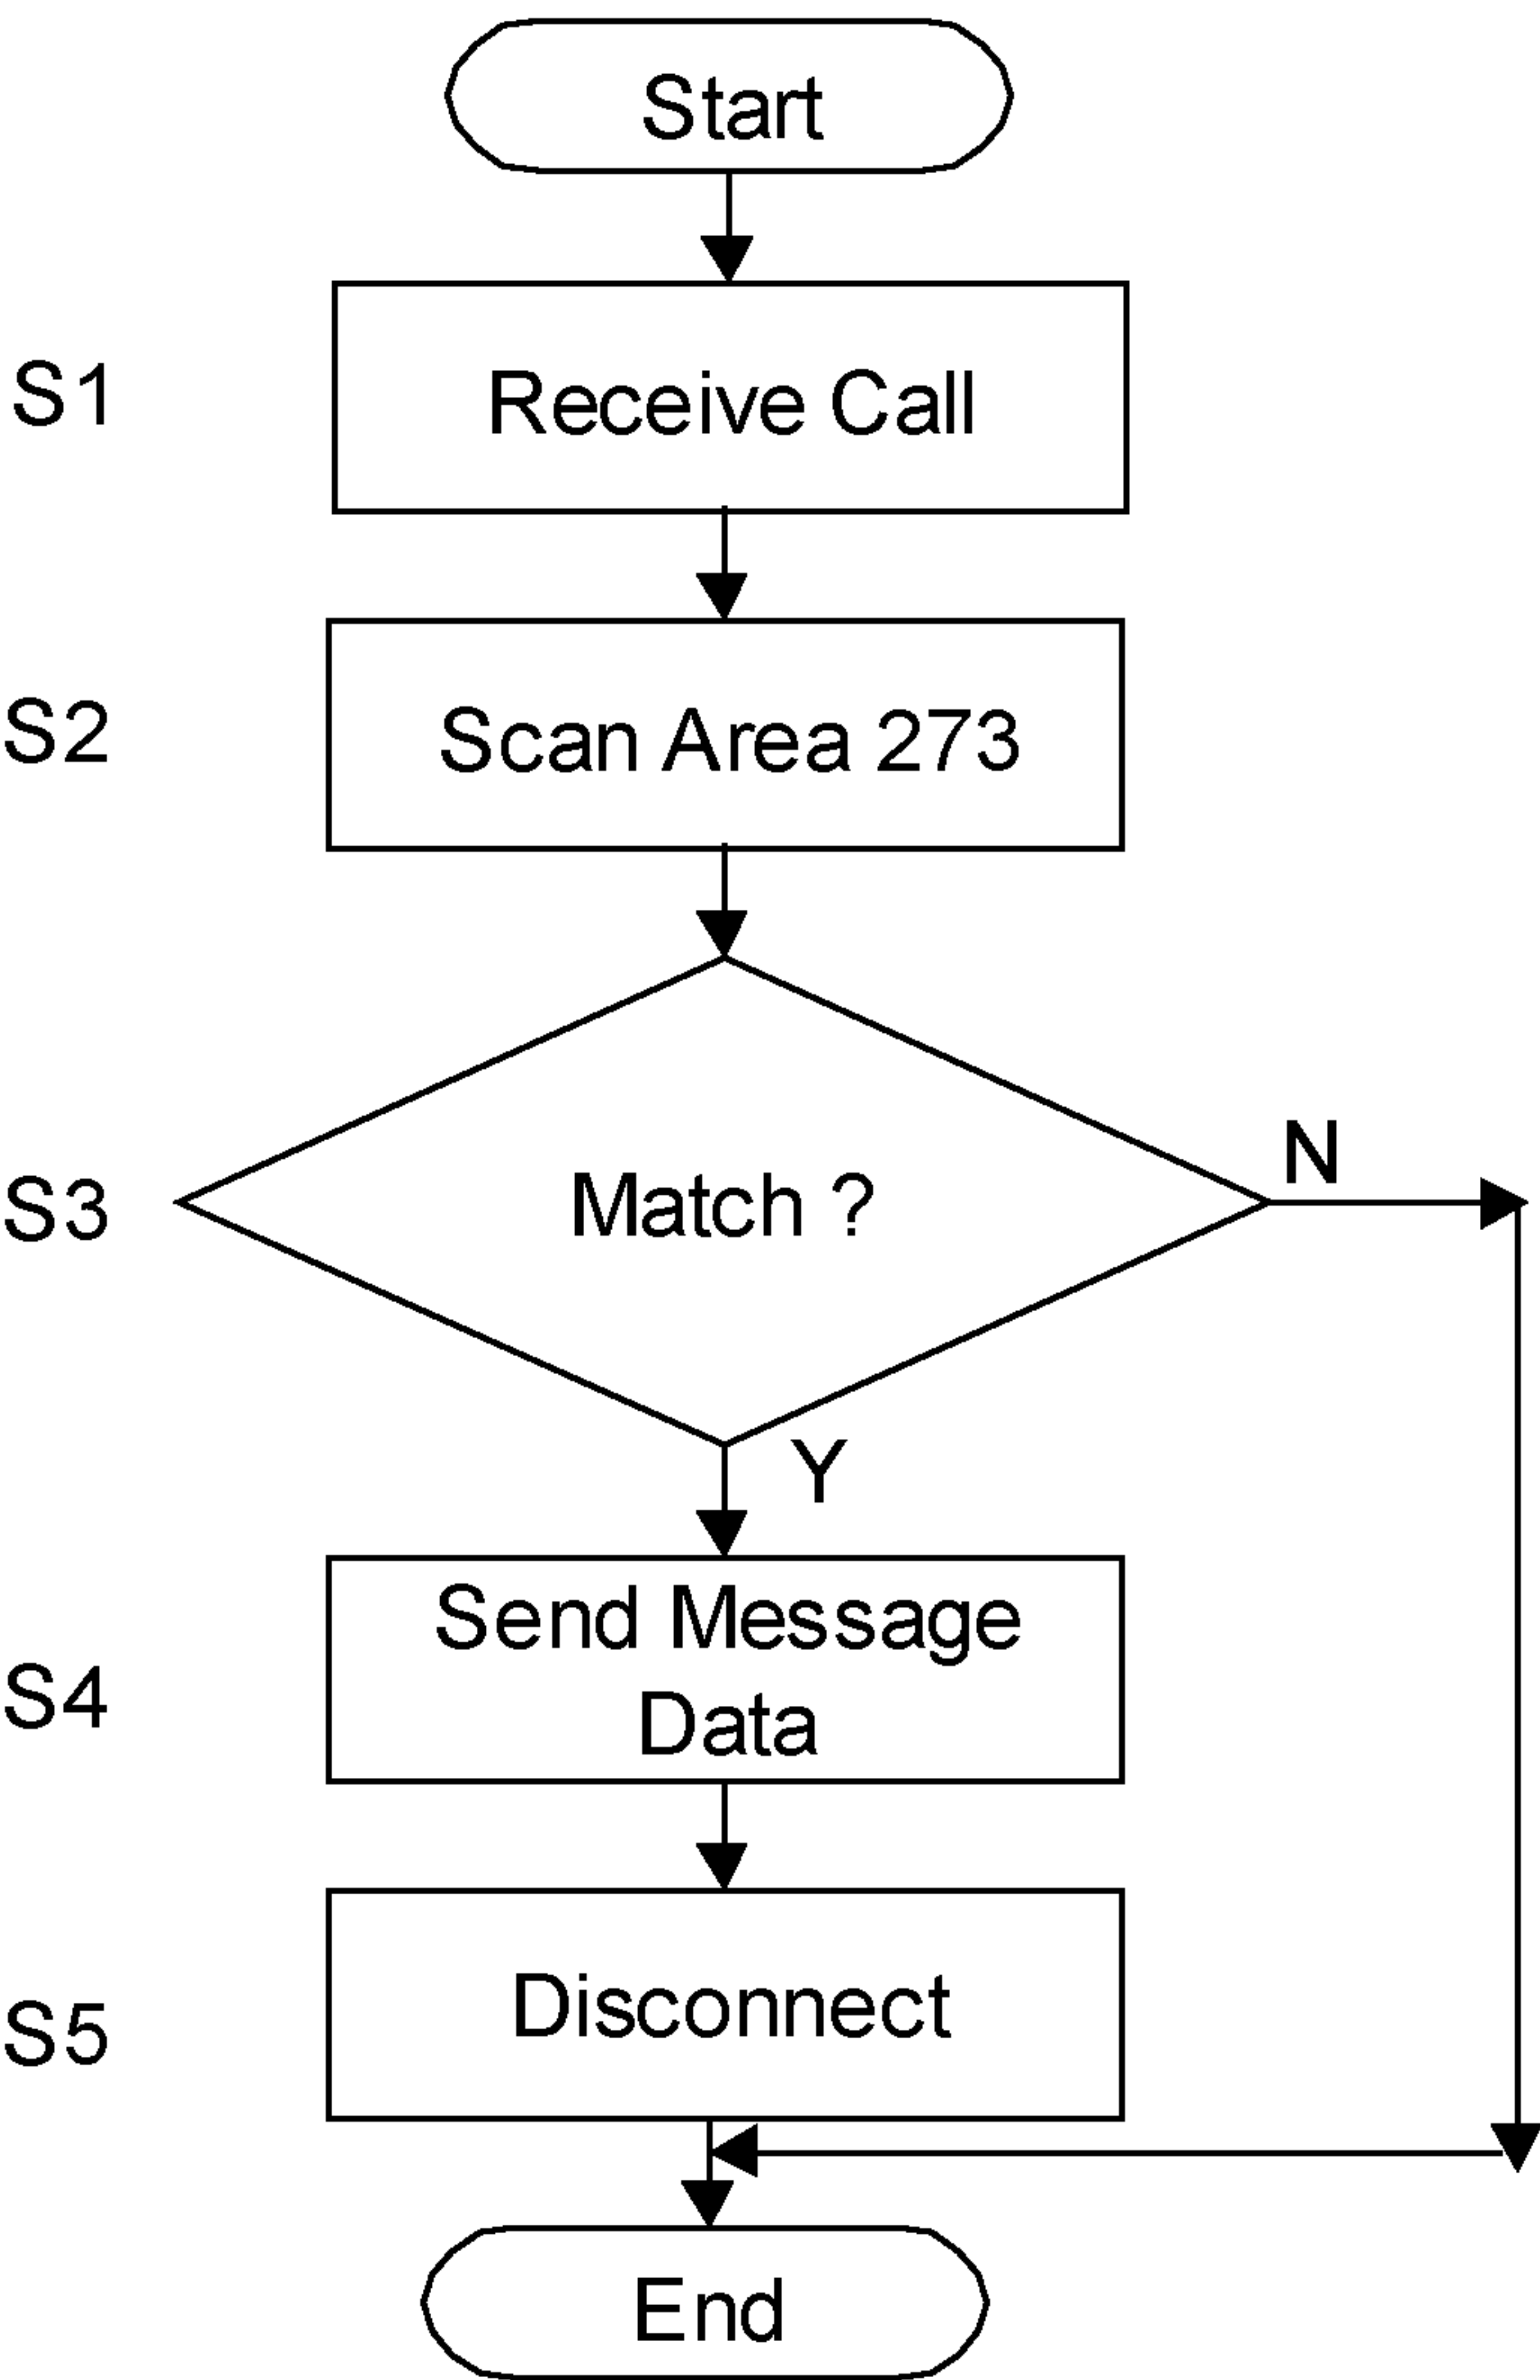 Start
S1
Receive Call
S2
Scan Area 273
S3
Match ?
N
Y
S4
Send Message
Data
S5
Disconnect
End